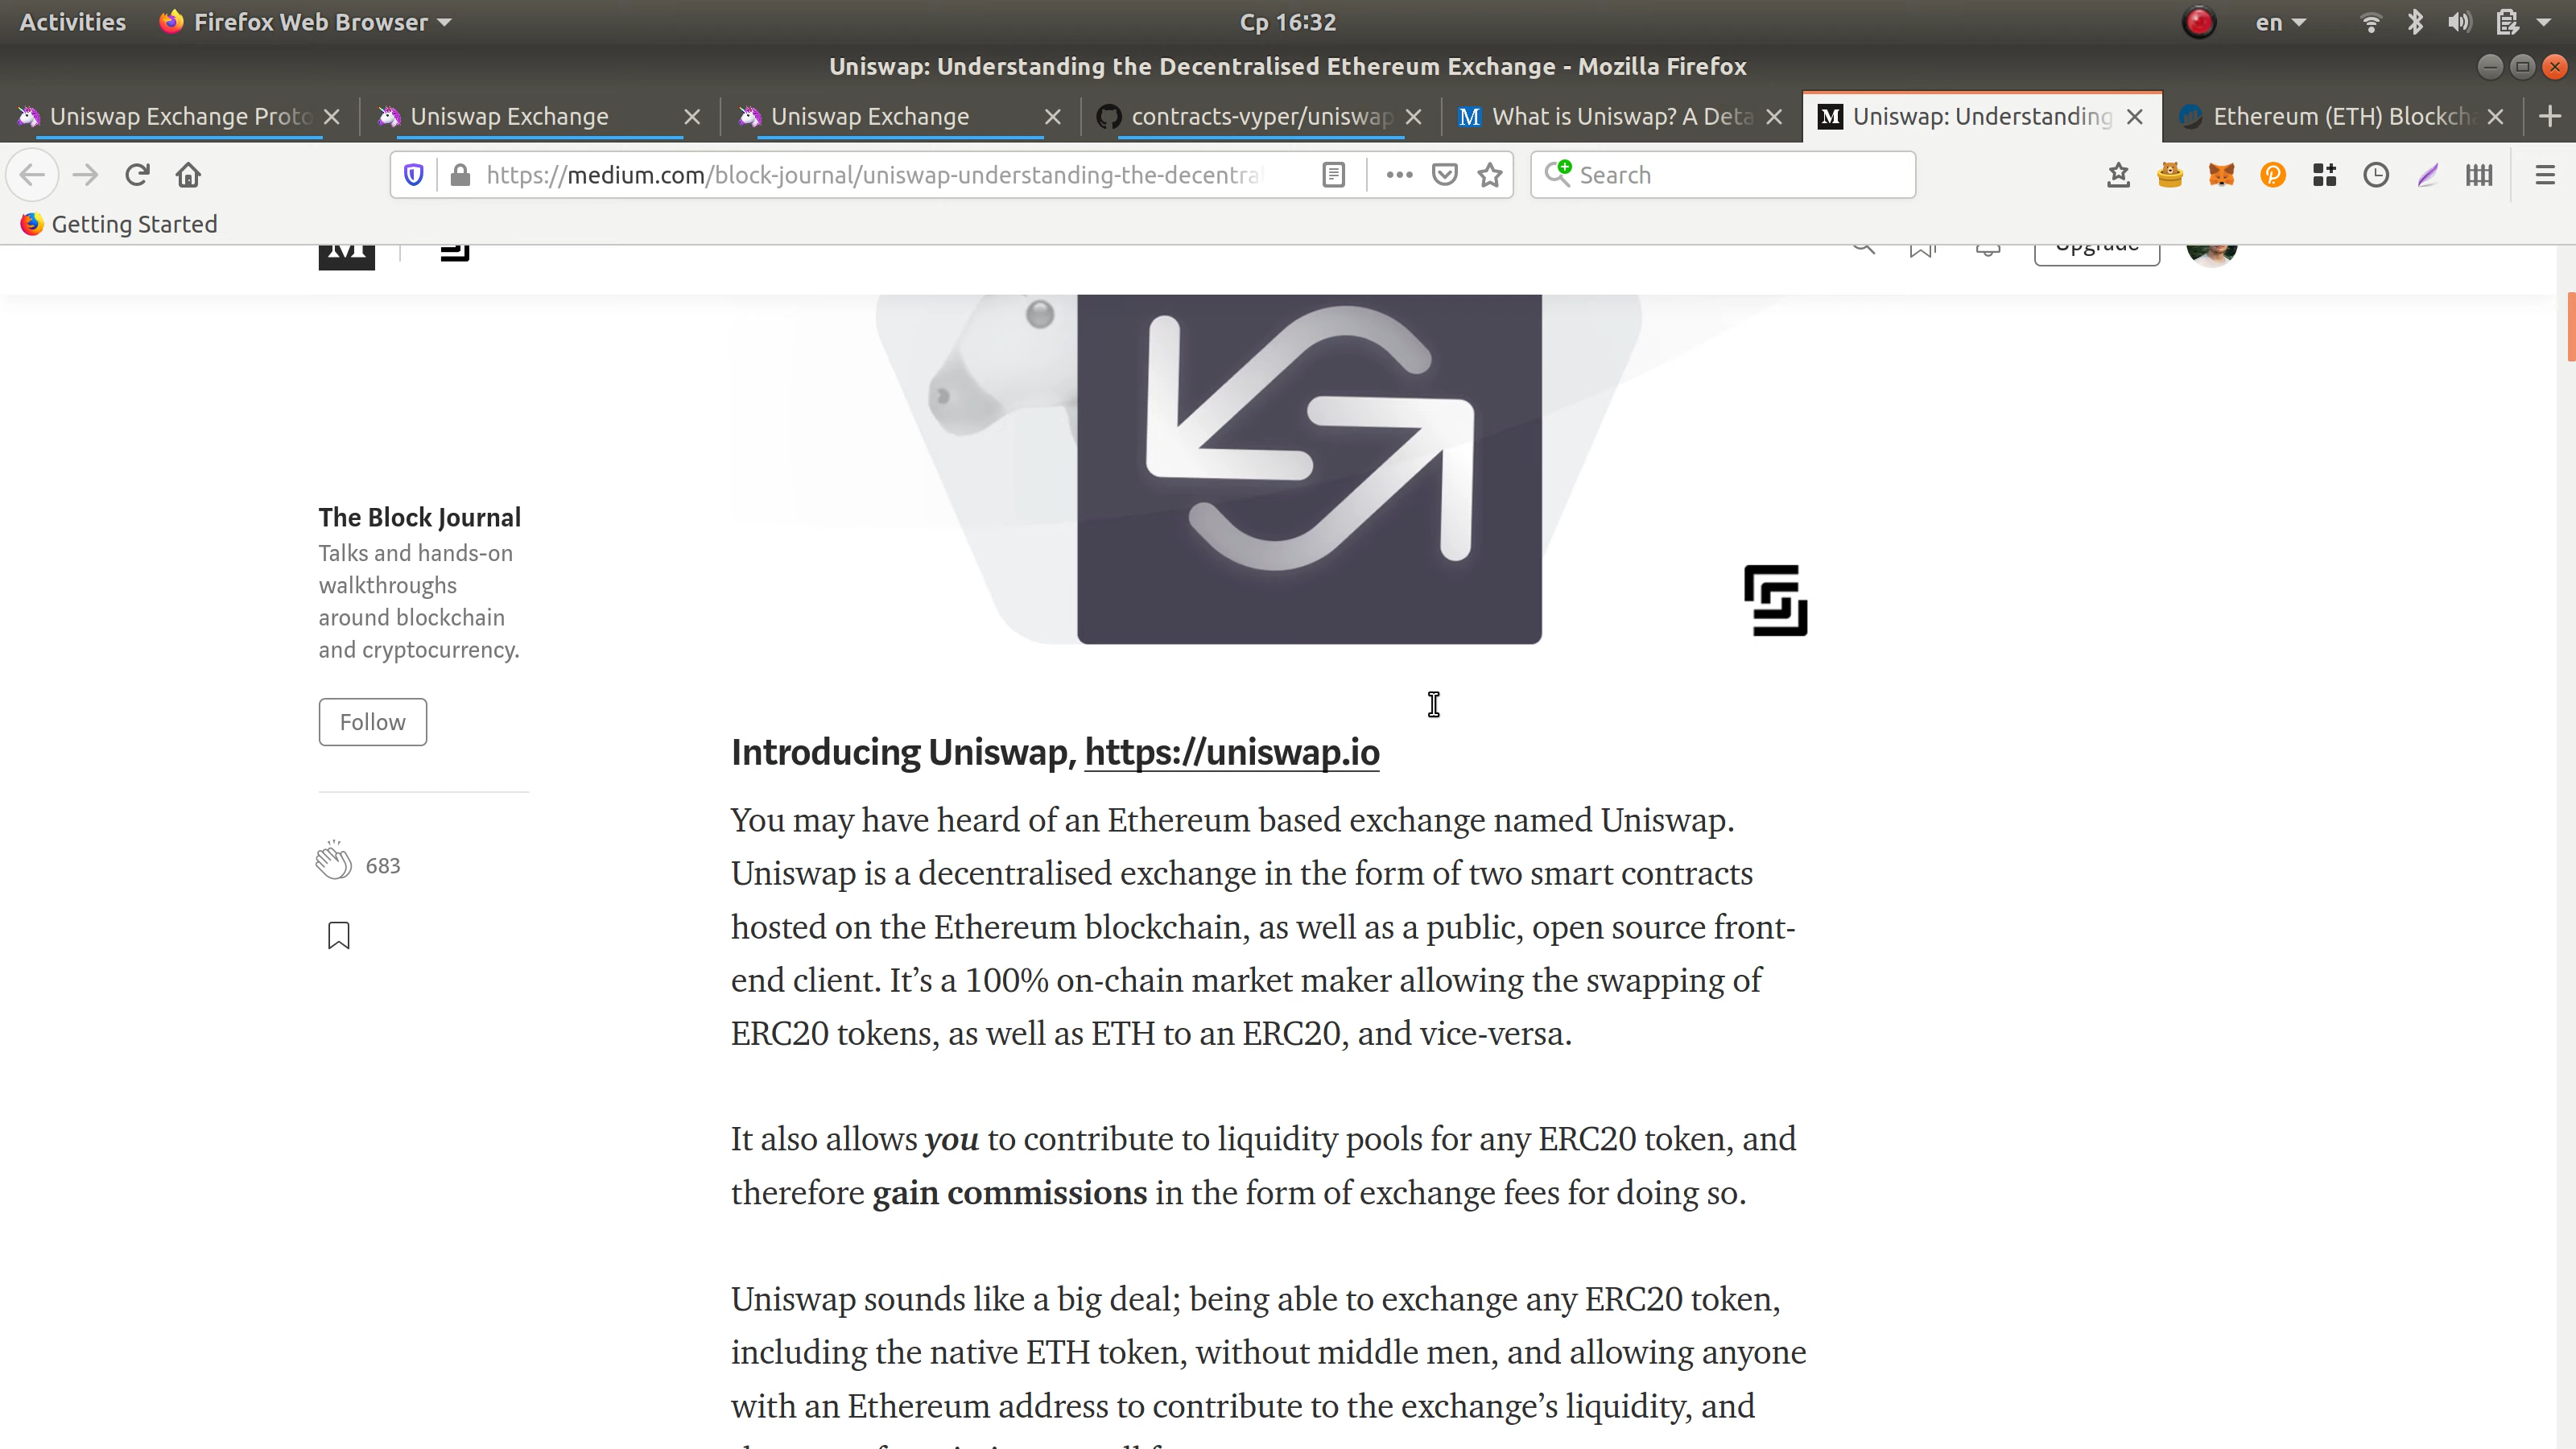 Activities Firefox Web Browser Ср 16:32 en
Uniswap: Understanding the Decentralised Ethereum Exchange - Mozilla Firefox
Uniswap Exchange Proto Uniswap Exchange Uniswap Exchange contracts-vyper/uniswap What is Uniswap? A Deta Uniswap: Understanding Ethereum (ETH) Blockch
https://medium.com/block-journal/uniswap-understanding-the-decentral Search
Getting Started
Upgrade
The Block Journal
Talks and hands-on
walkthroughs
around blockchain
and cryptocurrency.
Follow
683
Introducing Uniswap, https://uniswap.io
You may have heard of an Ethereum based exchange named Uniswap.
Uniswap is a decentralised exchange in the form of two smart contracts
hosted on the Ethereum blockchain, as well as a public, open source front-
end client. It’s a 100% on-chain market maker allowing the swapping of
ERC20 tokens, as well as ETH to an ERC20, and vice-versa.
It also allows you to contribute to liquidity pools for any ERC20 token, and
therefore gain commissions in the form of exchange fees for doing so.
Uniswap sounds like a big deal; being able to exchange any ERC20 token,
including the native ETH token, without middle men, and allowing anyone
with an Ethereum address to contribute to the exchange’s liquidity, and